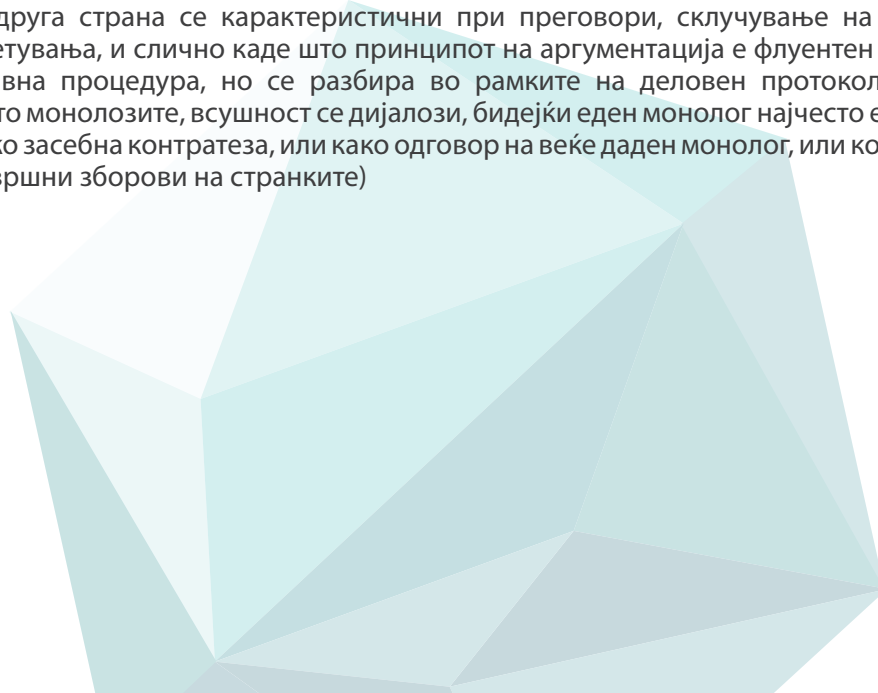 друга страна се карактеристични при преговори, склучување на
етувања, и слично каде што принципот на аргументација е флуентен
вна процедура, но се разбира во рамките на деловен протокол
то монолозите, всушност се дијалози, бидејќи еден монолог најчесто е
ко засебна контратеза, или како одговор на веќе даден монолог, или ко
вршни зборови на странките)